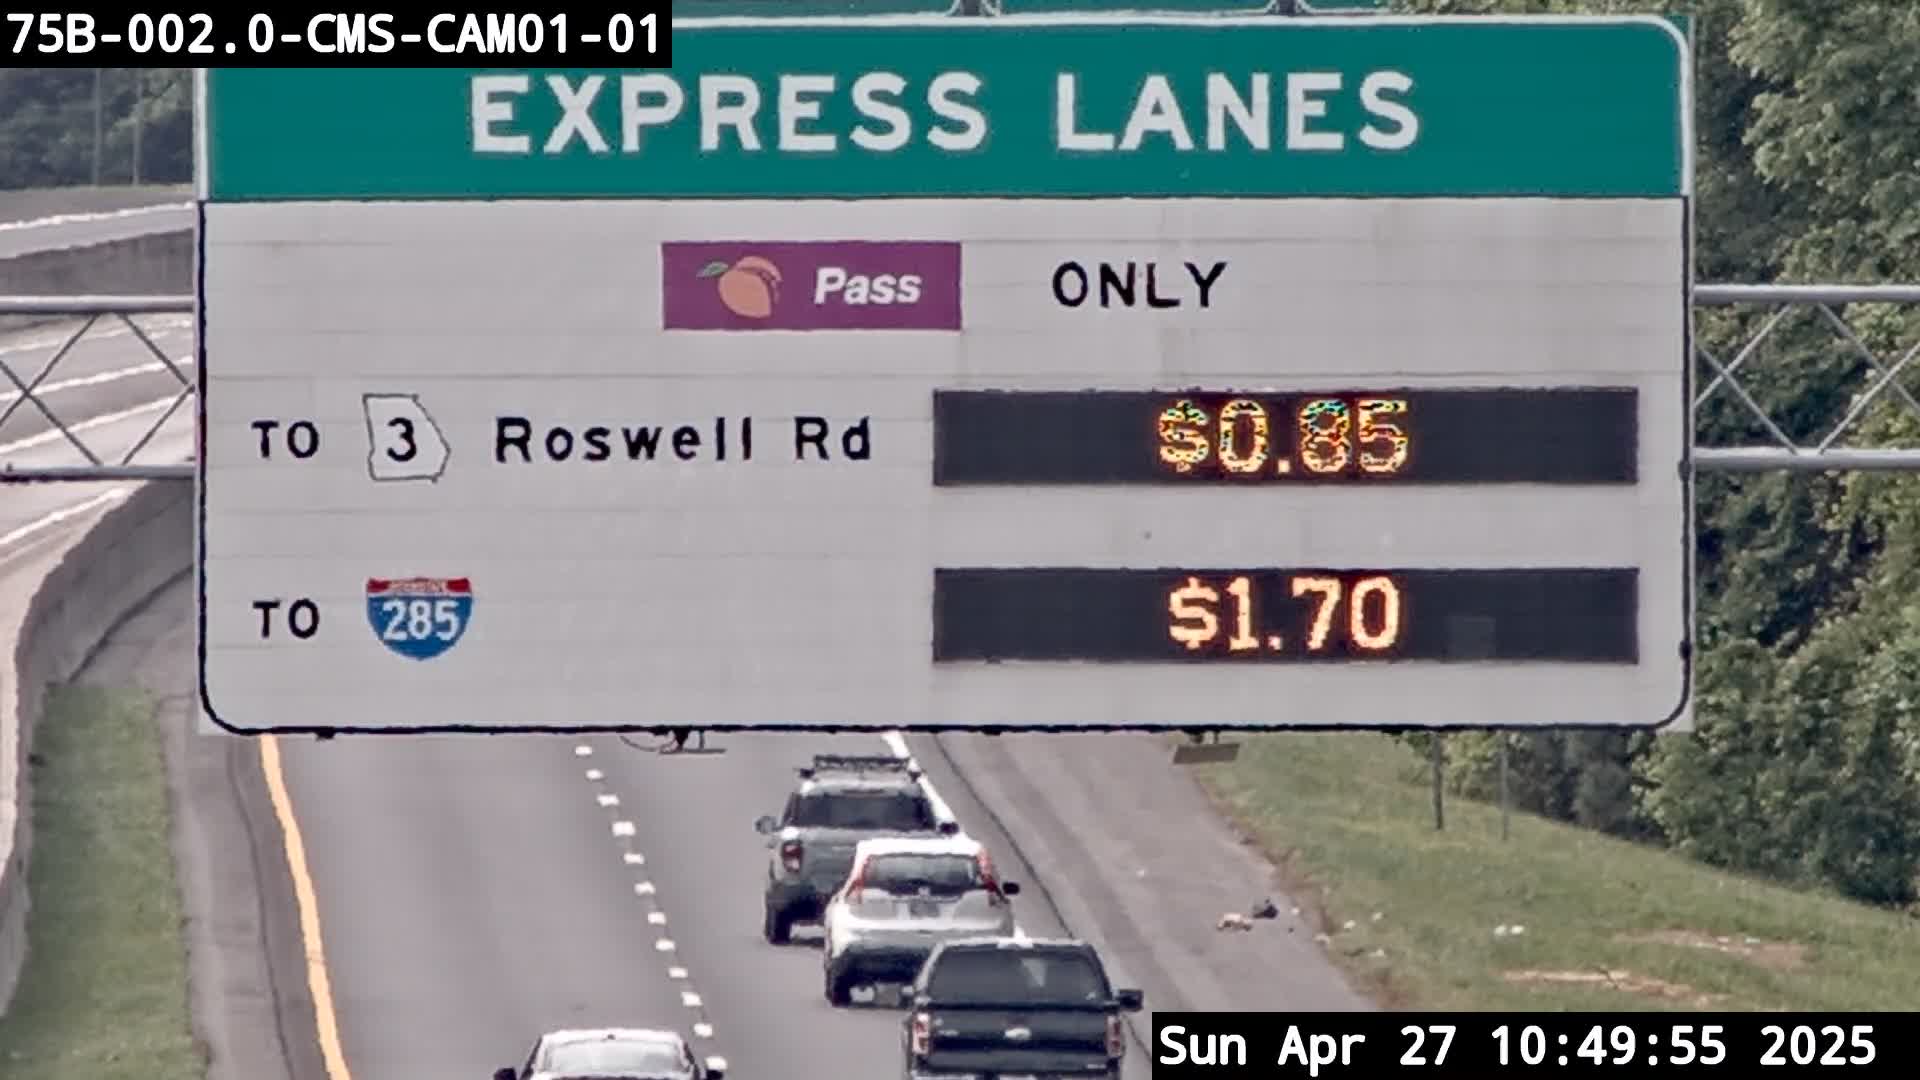 75B-002.0-CMS-CAM01-01
EXPRESS LANES
Pass ONLY
TO 3 Roswell Rd $0.85
TO 285 $1.70
Sun Apr 27 10:49:55 2025